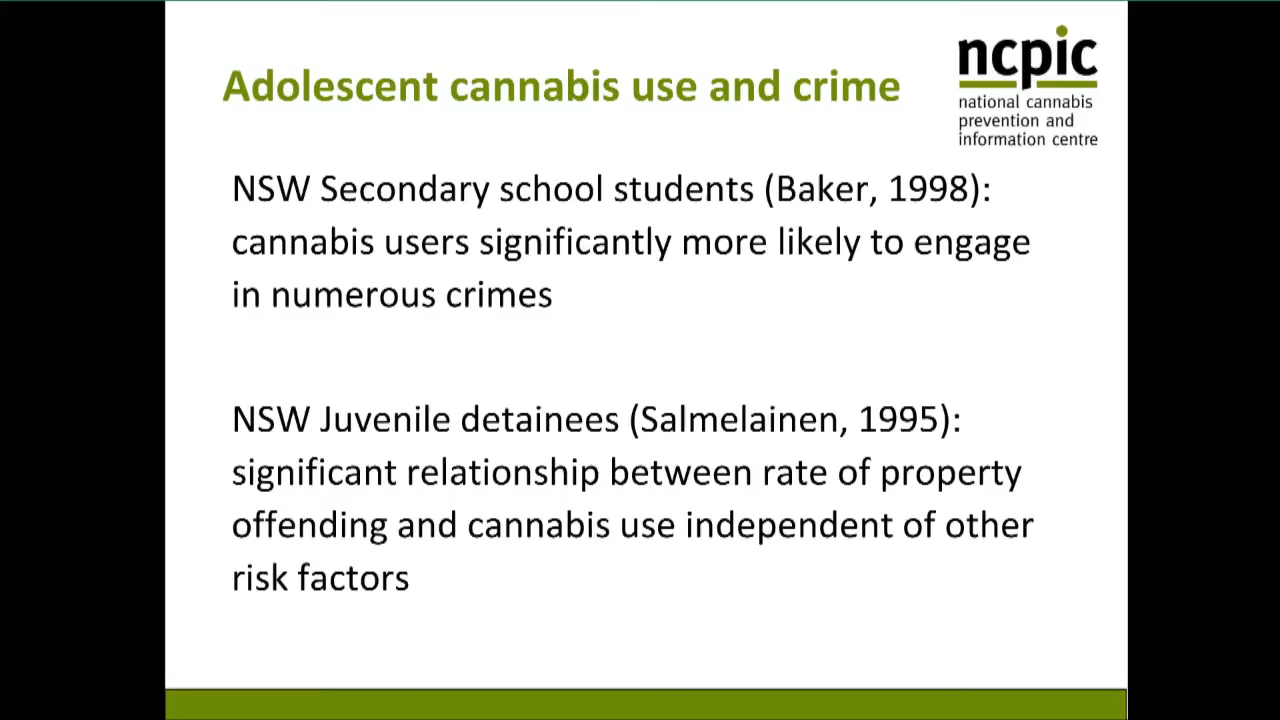 Adolescent cannabis use and crime
ncpic
national cannabis
prevention and
information centre
NSW Secondary school students (Baker, 1998):
cannabis users significantly more likely to engage
in numerous crimes
NSW Juvenile detainees (Salmelainen, 1995):
significant relationship between rate of property
offending and cannabis use independent of other
risk factors